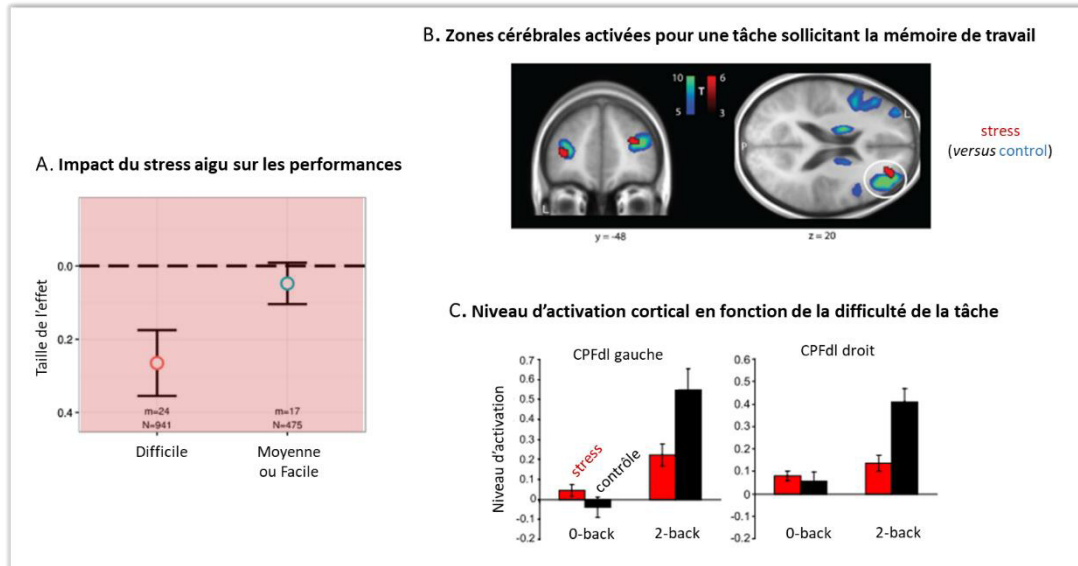 B. Zones cérébrales activées pour une tâche sollicitant la mémoire de travail
10
5
T
6
3
L
P
L
y = -48
z = 20
stress
(versus control)
A. Impact du stress aigu sur les performances
Taille de l'effet
0.0
0.2
0.4
m=24
N=941
m=17
N=475
Difficile
Moyenne
ou Facile
C. Niveau d'activation cortical en fonction de la difficulté de la tâche
Niveau d'activation
CPFdl gauche
0.7
0.6
0.5
0.4
0.3
0.2
0.1
0
-0.1
-0.2
stress
contrôle
0-back
2-back
CPFdl droit
0.6
0.5
0.4
0.3
0.2
0.1
0
-0.1
-0.2
0-back
2-back